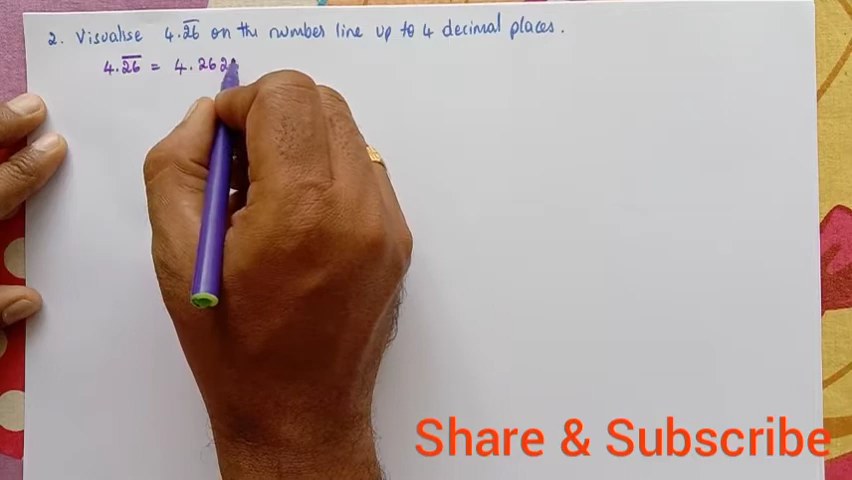 2. Visualise 4.2̅6̅ on the number line up to 4 decimal places.
4.2̅6̅ = 4.262
Share & Subscribe